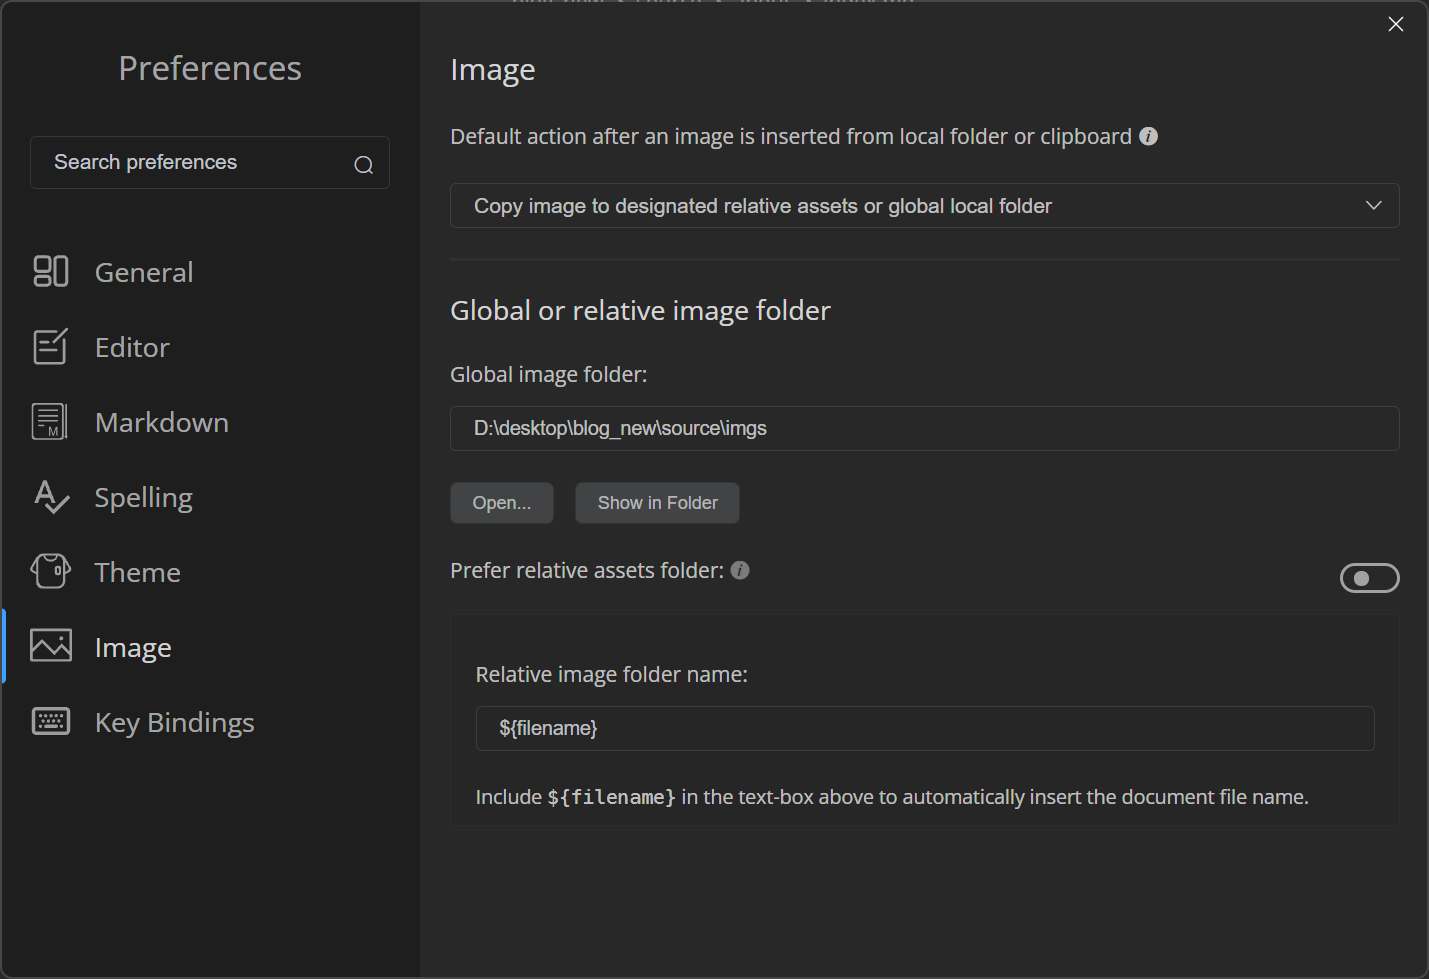 Preferences
Search preferences
General
Editor
Markdown
Spelling
Theme
Image
Key Bindings
Image
Default action after an image is inserted from local folder or clipboard
Copy image to designated relative assets or global local folder
Global or relative image folder
Global image folder:
D:\desktop\blog_new\source\imgs
Open...
Show in Folder
Prefer relative assets folder:
Relative image folder name:
${filename}
Include ${filename} in the text-box above to automatically insert the document file name.